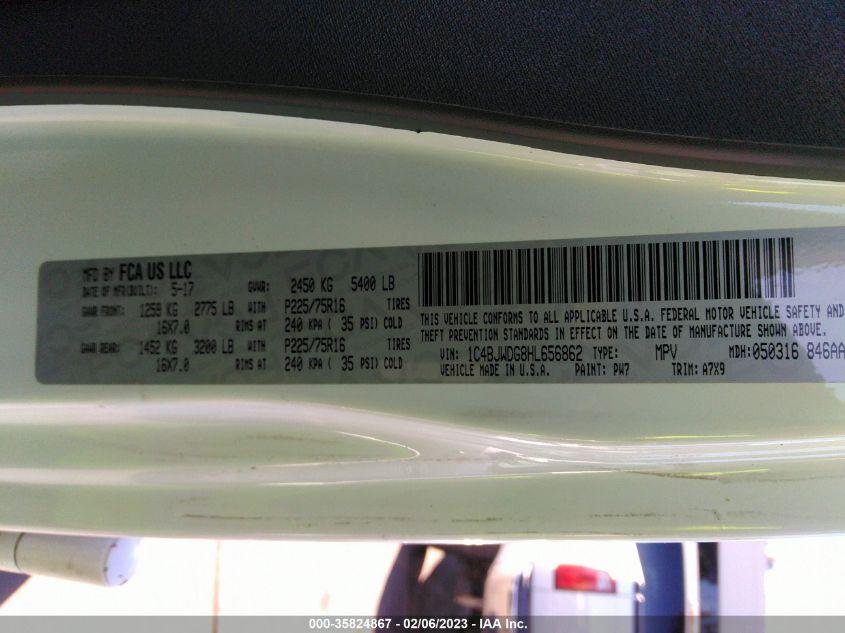 MFD BY FCA US LLC
DATE OF MFR(BUILT): 5-17 GVWR: 2450 KG 5400 LB
GAWR FRONT: 1259 KG 2775 LB WITH P225/75R16 TIRES
16X7.0 RIMS AT 240 KPA ( 35 PSI) COLD
GAWR REAR: 1452 KG 3200 LB WITH P225/75R16 TIRES
16X7.0 RIMS AT 240 KPA ( 35 PSI) COLD
THIS VEHICLE CONFORMS TO ALL APPLICABLE U.S.A. FEDERAL MOTOR VEHICLE SAFETY AND
THEFT PREVENTION STANDARDS IN EFFECT ON THE DATE OF MANUFACTURE SHOWN ABOVE.
VIN: 1C4BJWDG8HL656862 TYPE: MPV MDH: 050316 846AA
VEHICLE MADE IN U.S.A. PAINT: PW7 TRIM: A7X9
000-35824867 - 02/06/2023 - IAA Inc.